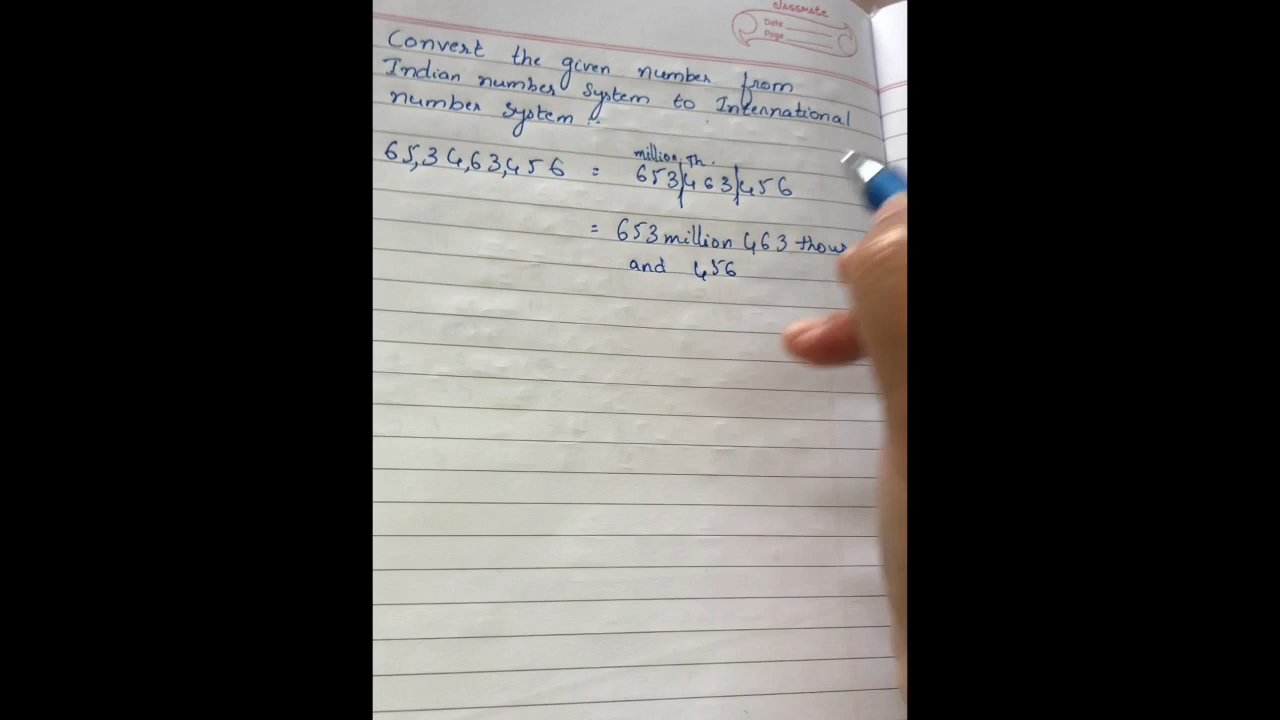 classmate
Date
Page
Convert the given number from
Indian number system to International
number system :-
million Th.
65,34,63,456 = 653|463|456
= 653 million 463 thous
and 456